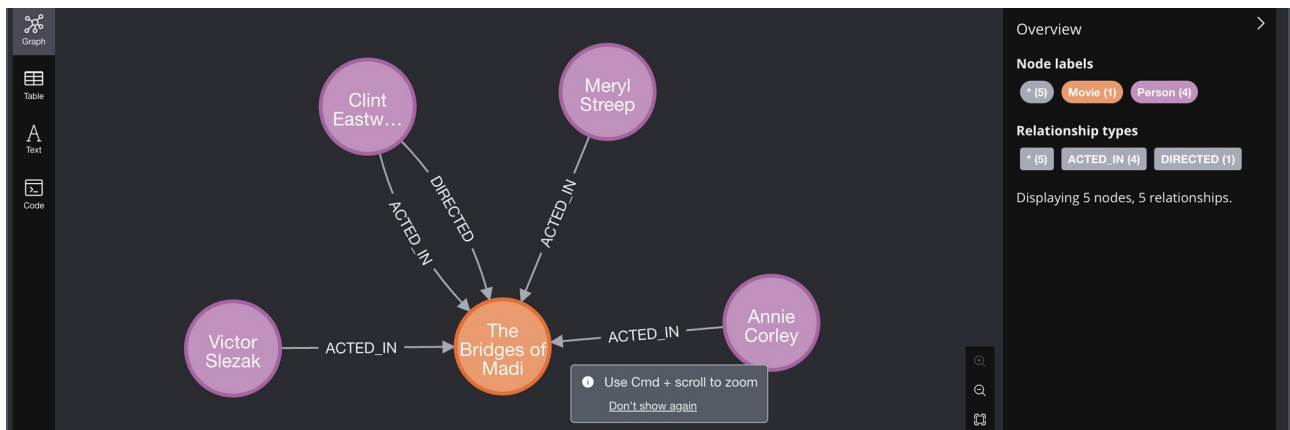 Graph
Table
Text
Code
Clint
Eastw...
Meryl
Streep
DIRECTED
ACTED_IN
ACTED_IN
Victor
Slezak
ACTED_IN
The
Bridges of
Madi
ACTED_IN
Annie
Corley
Use Cmd + scroll to zoom
Don't show again
Overview
Node labels
* (5) Movie (1) Person (4)
Relationship types
* (5) ACTED_IN (4) DIRECTED (1)
Displaying 5 nodes, 5 relationships.